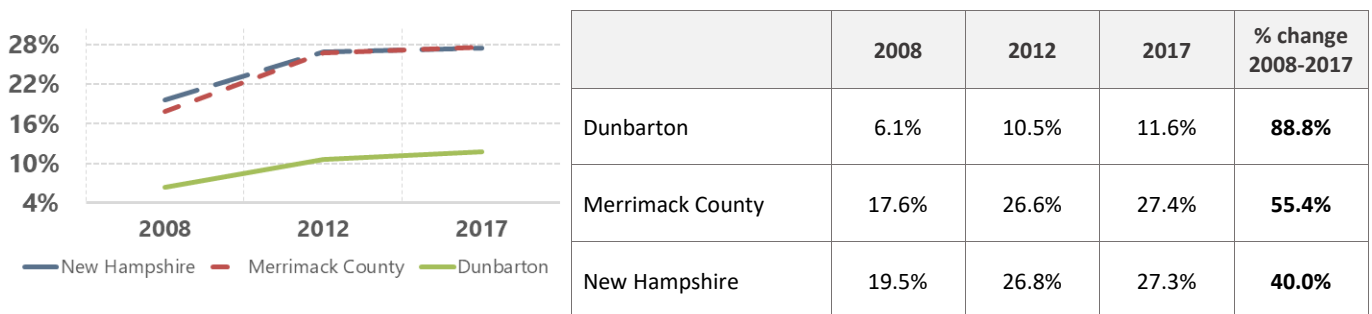 28%
22%
16%
10%
4%
2008 2012 2017
New Hampshire Merrimack County Dunbarton
2008 2012 2017 % change
2008-2017
Dunbarton 6.1% 10.5% 11.6% 88.8%
Merrimack County 17.6% 26.6% 27.4% 55.4%
New Hampshire 19.5% 26.8% 27.3% 40.0%